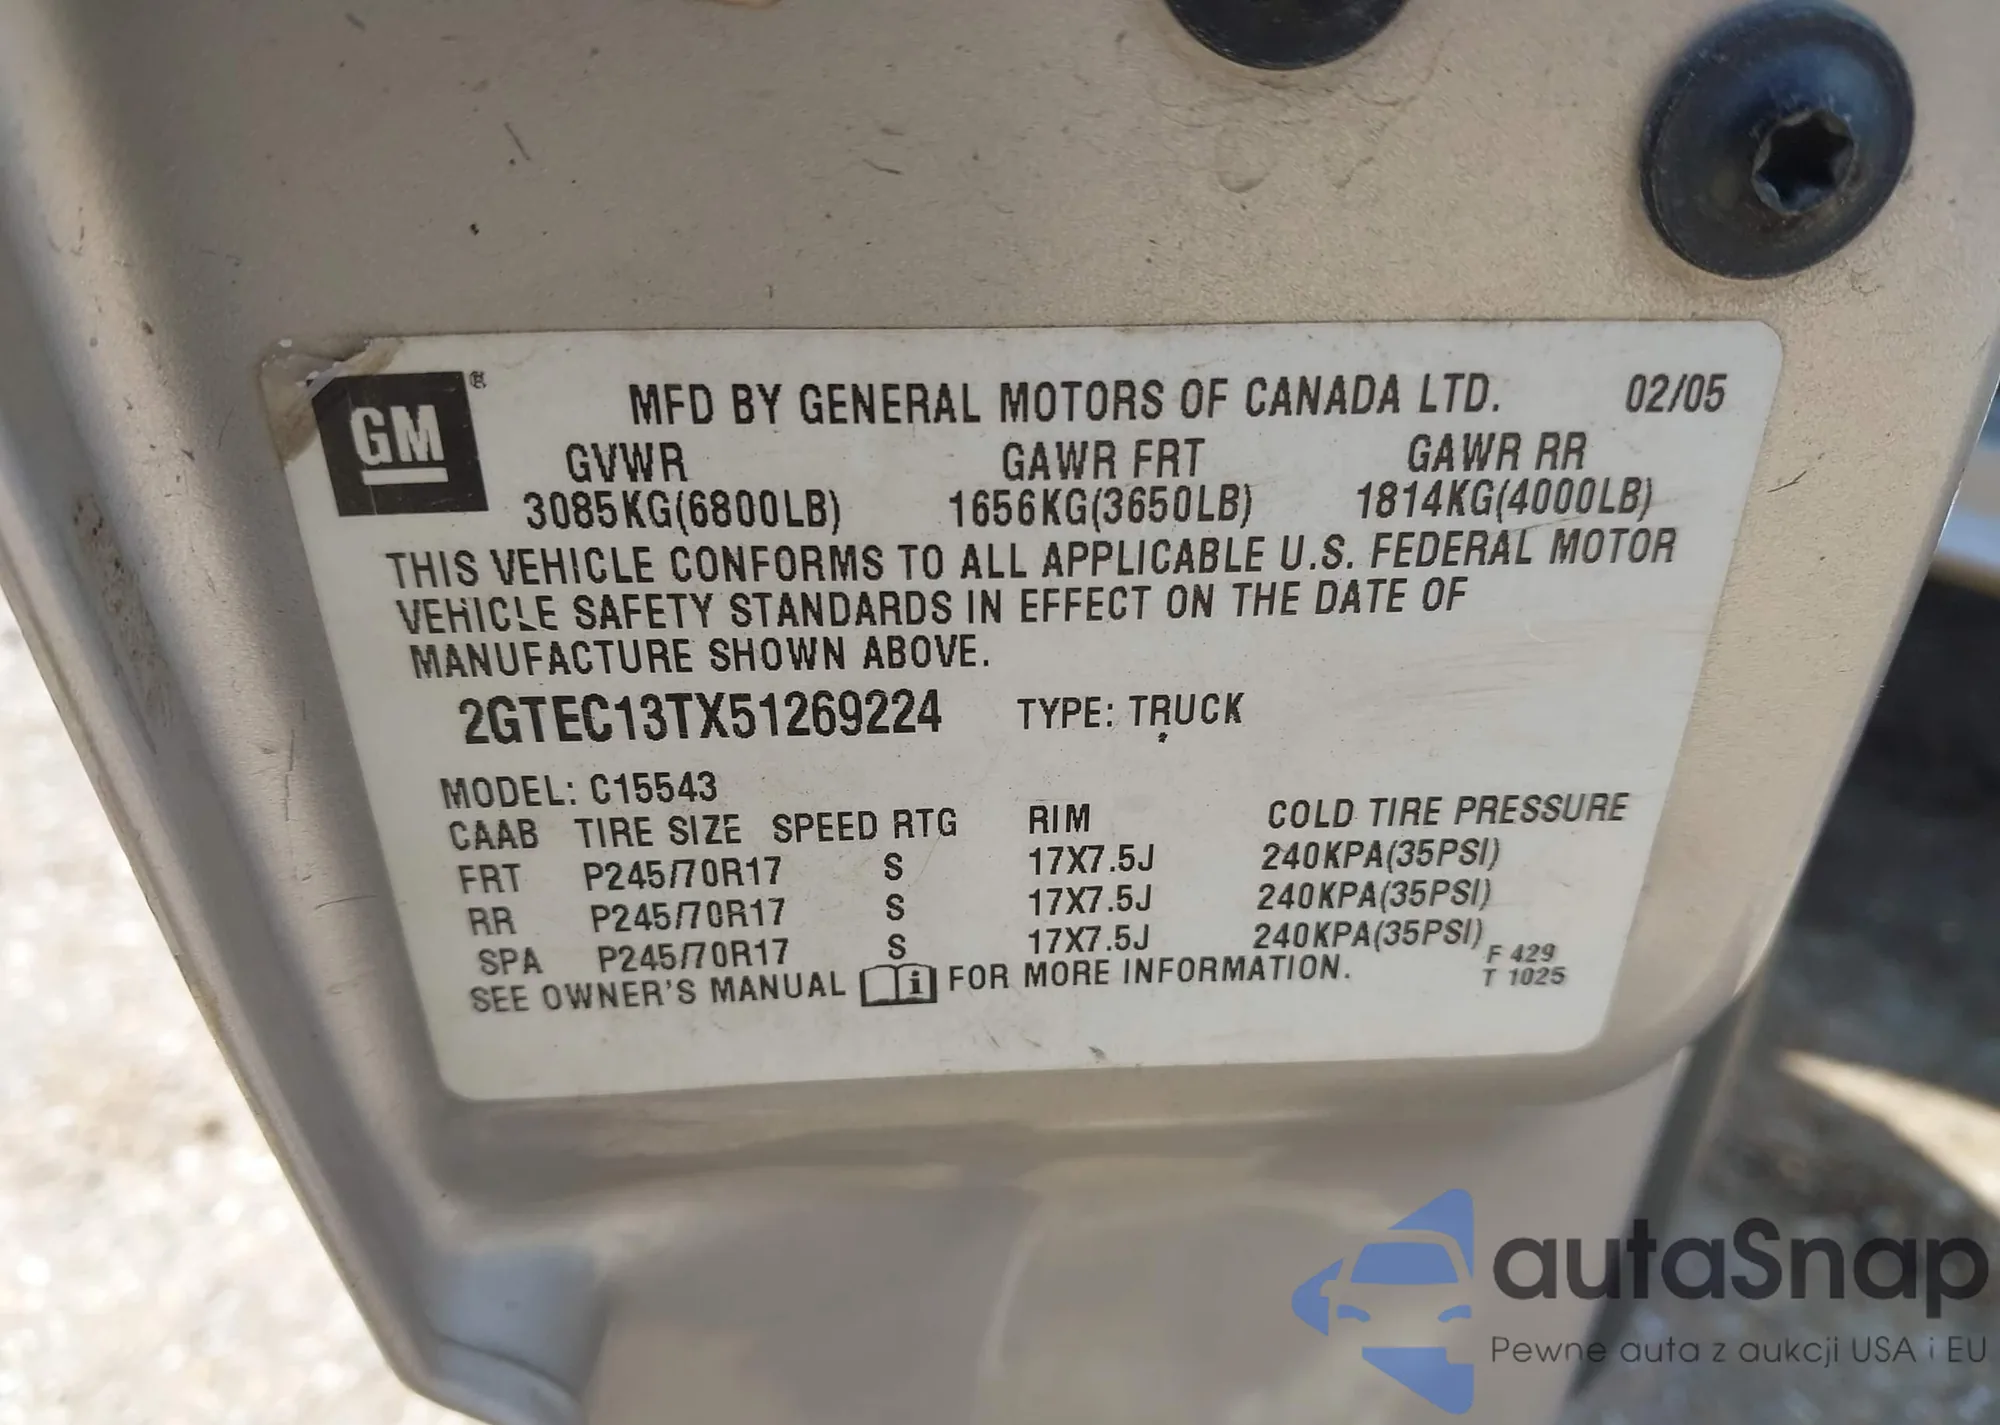 GM®
MFD BY GENERAL MOTORS OF CANADA LTD. 02/05
GVWR GAWR FRT GAWR RR
3085KG(6800LB) 1656KG(3650LB) 1814KG(4000LB)
THIS VEHICLE CONFORMS TO ALL APPLICABLE U.S. FEDERAL MOTOR
VEHICLE SAFETY STANDARDS IN EFFECT ON THE DATE OF
MANUFACTURE SHOWN ABOVE.
2GTEC13TX51269224 TYPE: TRUCK
MODEL: C15543
CAAB TIRE SIZE SPEED RTG RIM COLD TIRE PRESSURE
FRT P245/70R17 S 17X7.5J 240KPA(35PSI)
RR P245/70R17 S 17X7.5J 240KPA(35PSI)
SPA P245/70R17 S 17X7.5J 240KPA(35PSI)
SEE OWNER'S MANUAL i FOR MORE INFORMATION.
F 429
T 1025
autaSnap
Pewne auta z aukcji USA i EU